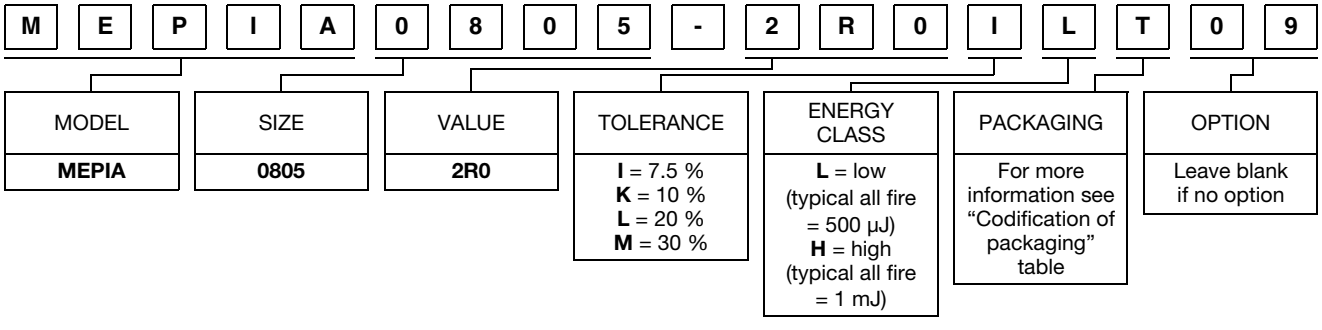 M E P I A 0 8 0 5 - 2 R 0 I L T 0 9
MODEL
MEPIA
SIZE
0805
VALUE
2R0
TOLERANCE
I = 7.5 %
K = 10 %
L = 20 %
M = 30 %
ENERGY
CLASS
L = low
(typical all fire
= 500 μJ)
H = high
(typical all fire
= 1 mJ)
PACKAGING
For more
information see
“Codification of
packaging”
table
OPTION
Leave blank
if no option